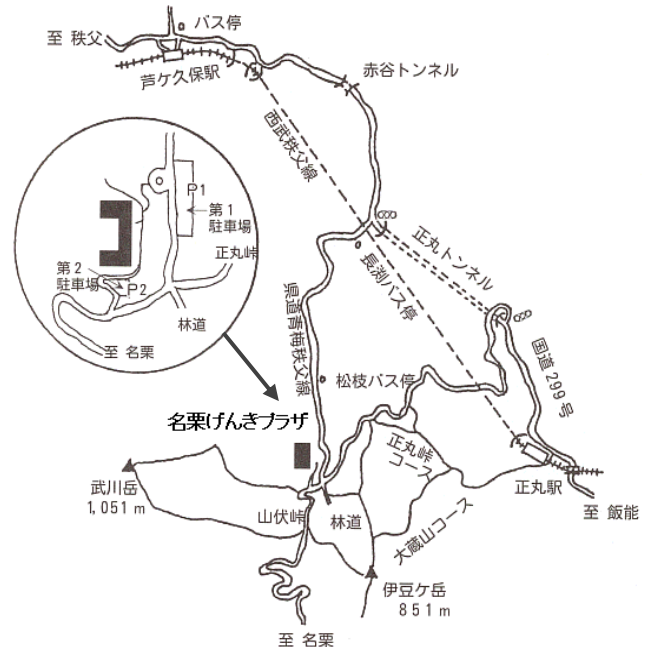 バス停
至 秩父
芦ケ久保駅
赤谷トンネル
西武秩父線
P1
第1
駐車場
正丸峠
第2
駐車場
P2
林道
至 名栗
正丸トンネル
長渕バス停
県道青梅秩父線
国道299号
松枝バス停
名栗げんきプラザ
正丸峠
コース
武川岳
1,051m
正丸駅
至 飯能
山伏峠
林道
大蔵山コース
伊豆ケ岳
851m
至 名栗